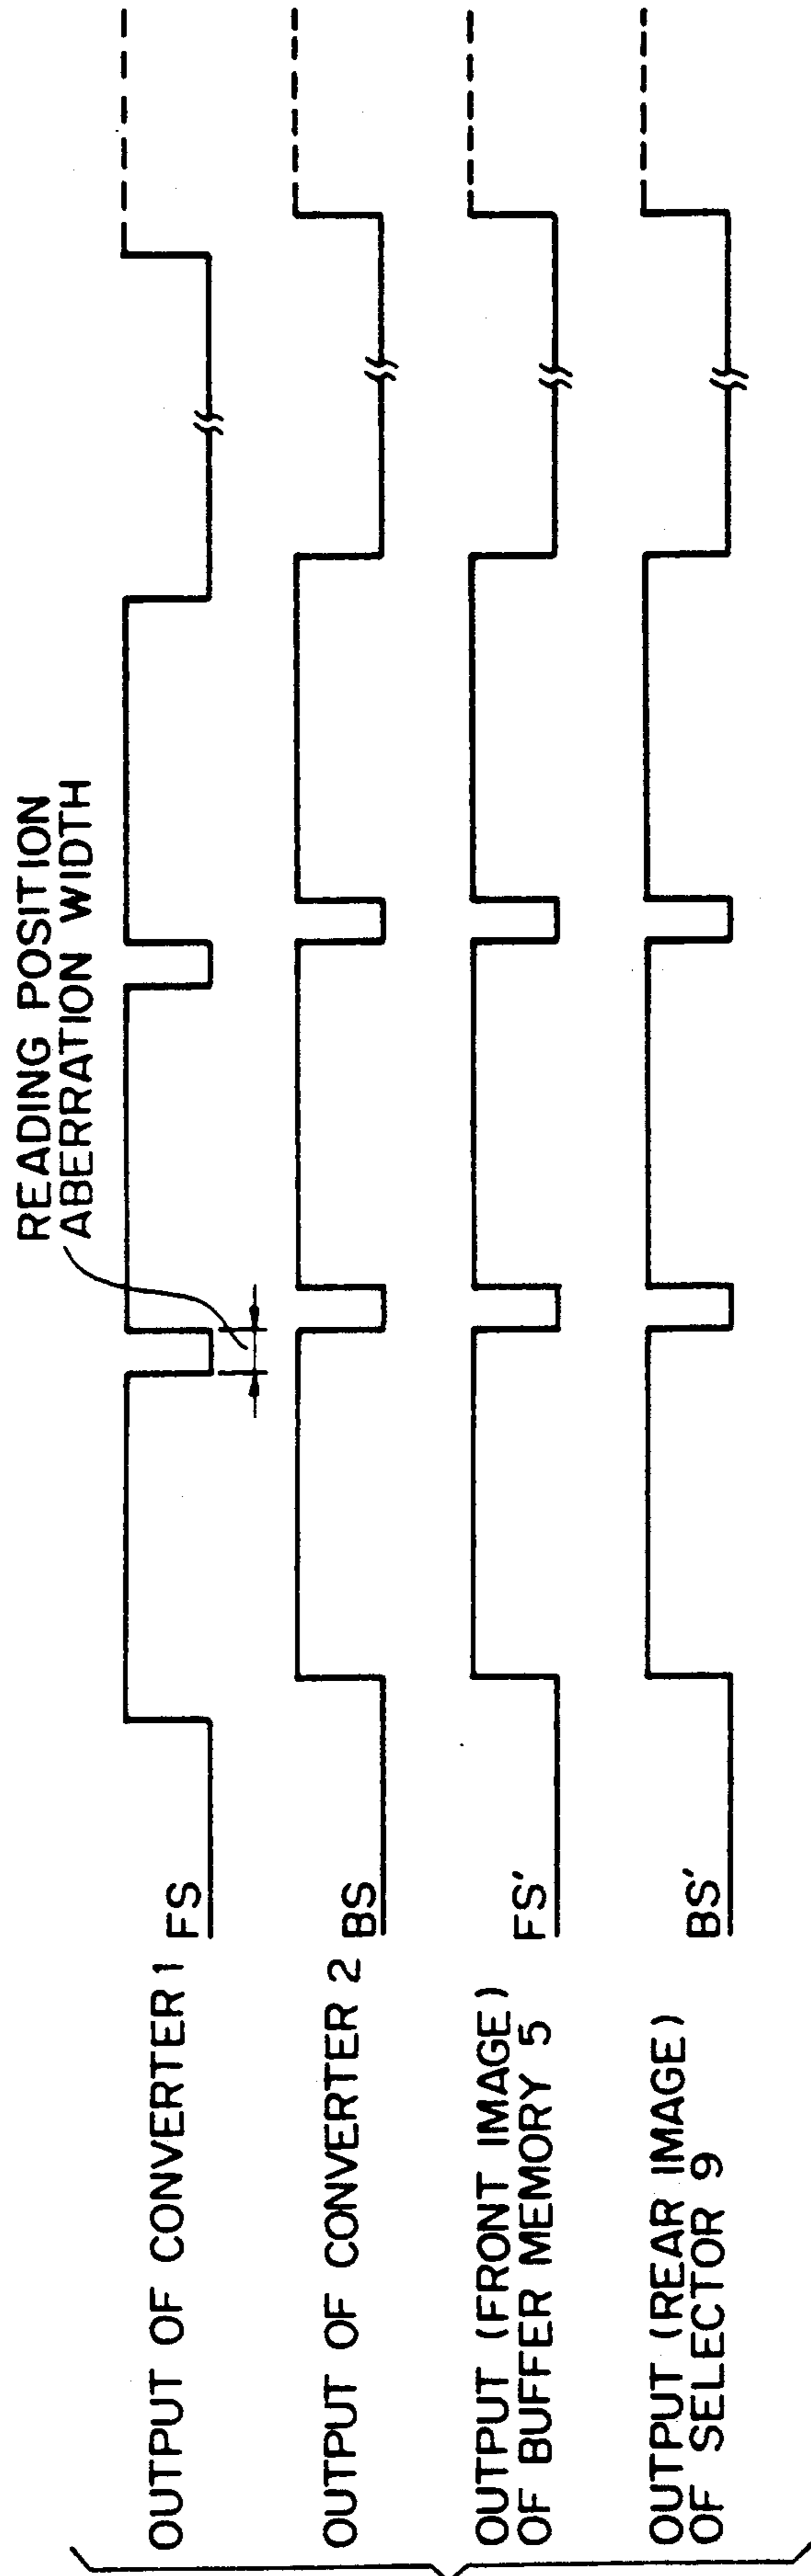 READING POSITION
ABERRATION WIDTH
OUTPUT OF CONVERTER 1
FS
OUTPUT OF CONVERTER 2
BS
OUTPUT (FRONT IMAGE)
OF BUFFER MEMORY 5
FS'
OUTPUT (REAR IMAGE)
OF SELECTOR 9
BS'